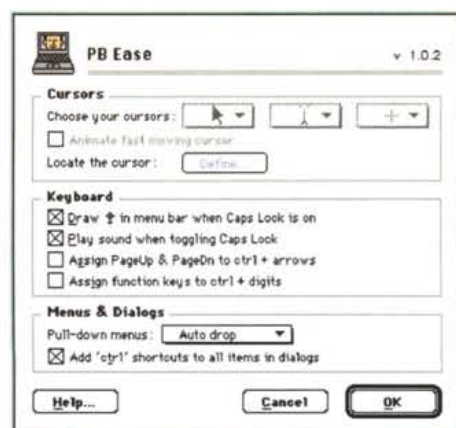 PB Ease v 1.0.2
Cursors
Choose your cursors:
Animate fast moving cursor
Locate the cursor: Define...
Keyboard
Draw ⇪ in menu bar when Caps Lock is on
Play sound when toggling Caps Lock
Assign PageUp & PageDn to ctrl + arrows
Assign function keys to ctrl + digits
Menus & Dialogs
Pull-down menus: Auto drop
Add 'ctrl' shortcuts to all items in dialogs
Help... Cancel OK